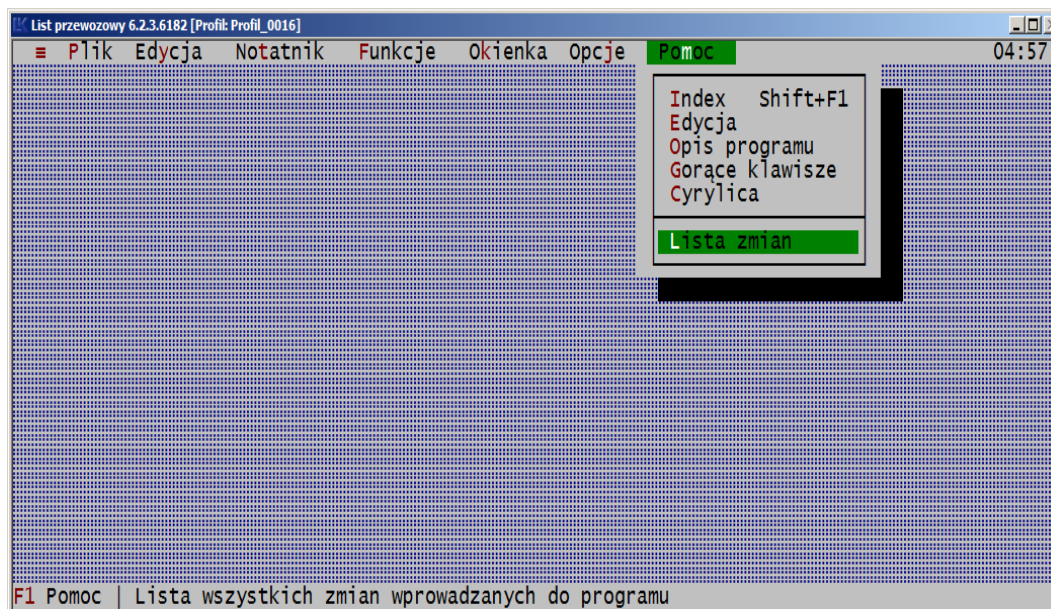 List przewozowy 6.2.3.6182 [Profil: Profil_0016]
≡ Plik Edycja Notatnik Funkcje Okienka Opcje Pomoc 04:57
Index Shift+F1
Edycja
Opis programu
Gorące klawisze
Cyrylica
Lista zmian
F1 Pomoc | Lista wszystkich zmian wprowadzanych do programu